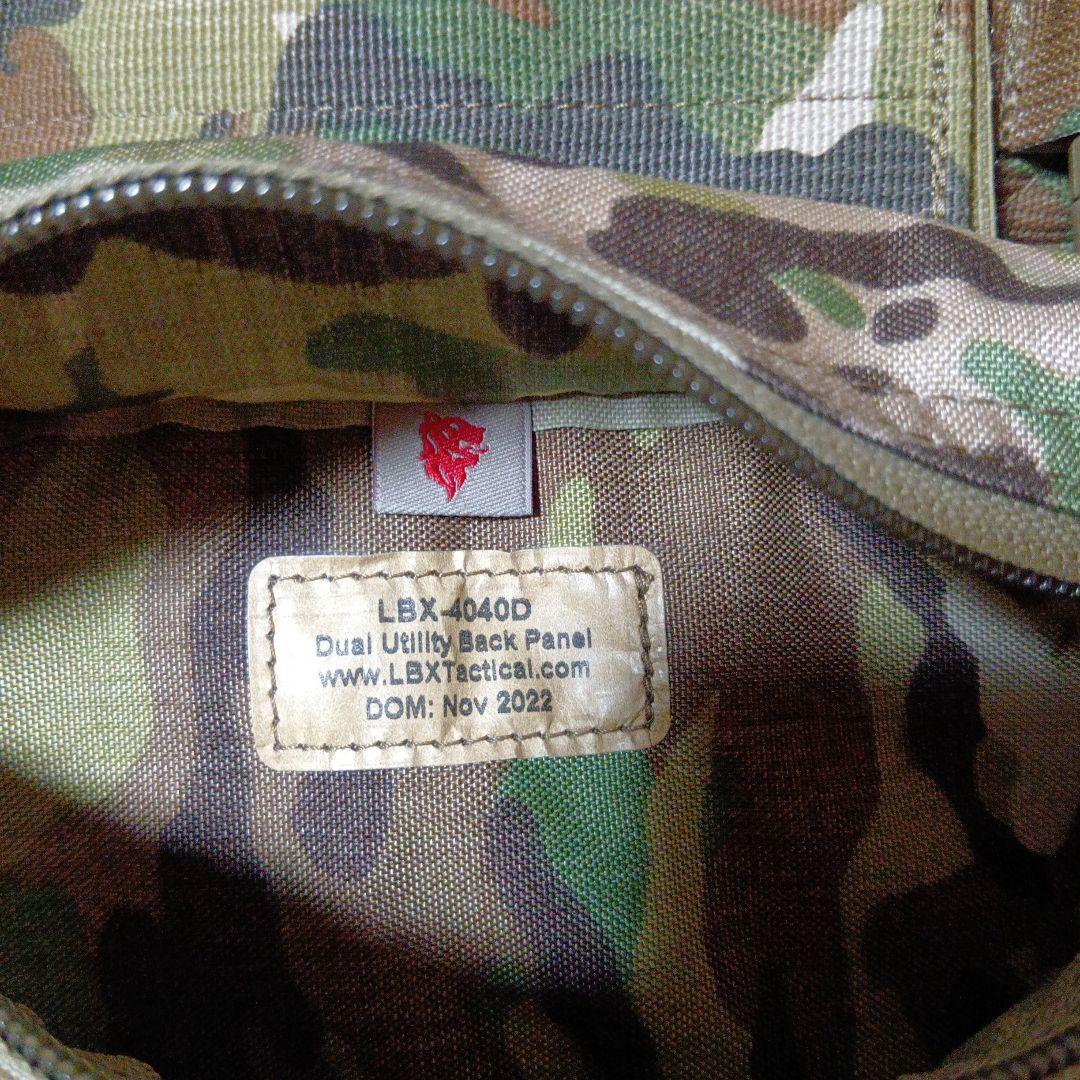 LBX-4040D
Dual Utility Back Panel
www.LBXTactical.com
DOM: Nov 2022